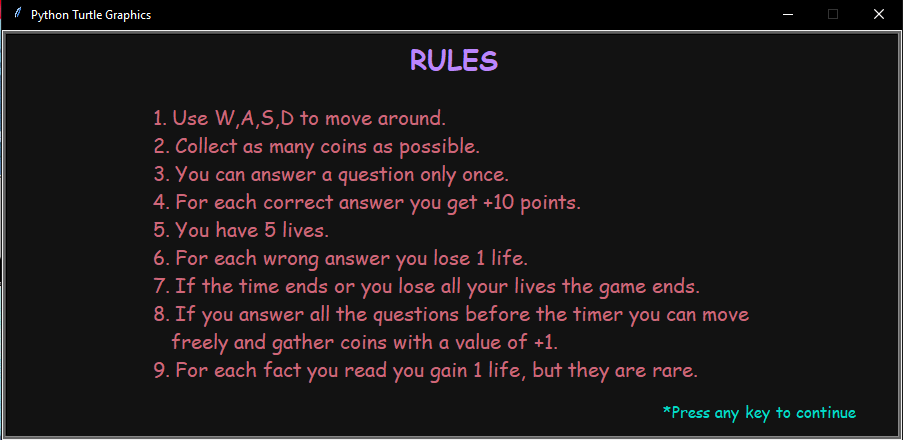 Python Turtle Graphics
RULES
1. Use W,A,S,D to move around.
2. Collect as many coins as possible.
3. You can answer a question only once.
4. For each correct answer you get +10 points.
5. You have 5 lives.
6. For each wrong answer you lose 1 life.
7. If the time ends or you lose all your lives the game ends.
8. If you answer all the questions before the timer you can move
freely and gather coins with a value of +1.
9. For each fact you read you gain 1 life, but they are rare.
*Press any key to continue